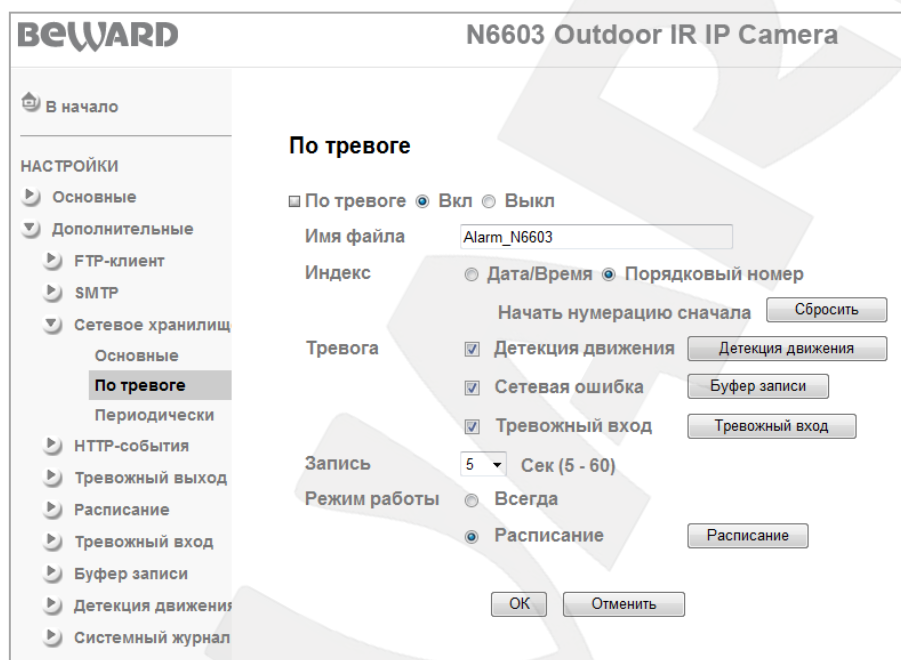 BEWARD
N6603 Outdoor IR IP Camera
В начало
НАСТРОЙКИ
Основные
Дополнительные
FTP-клиент
SMTP
Сетевое хранилищ
Основные
По тревоге
Периодически
HTTP-события
Тревожный выход
Расписание
Тревожный вход
Буфер записи
Детекция движения
Системный журнал
По тревоге
По тревоге Вкл Выкл
Имя файла Alarm_N6603
Индекс Дата/Время Порядковый номер
Начать нумерацию сначала Сбросить
Тревога Детекция движения Детекция движения
Сетевая ошибка Буфер записи
Тревожный вход Тревожный вход
Запись 5 Сек (5 - 60)
Режим работы Всегда
Расписание Расписание
OK Отменить